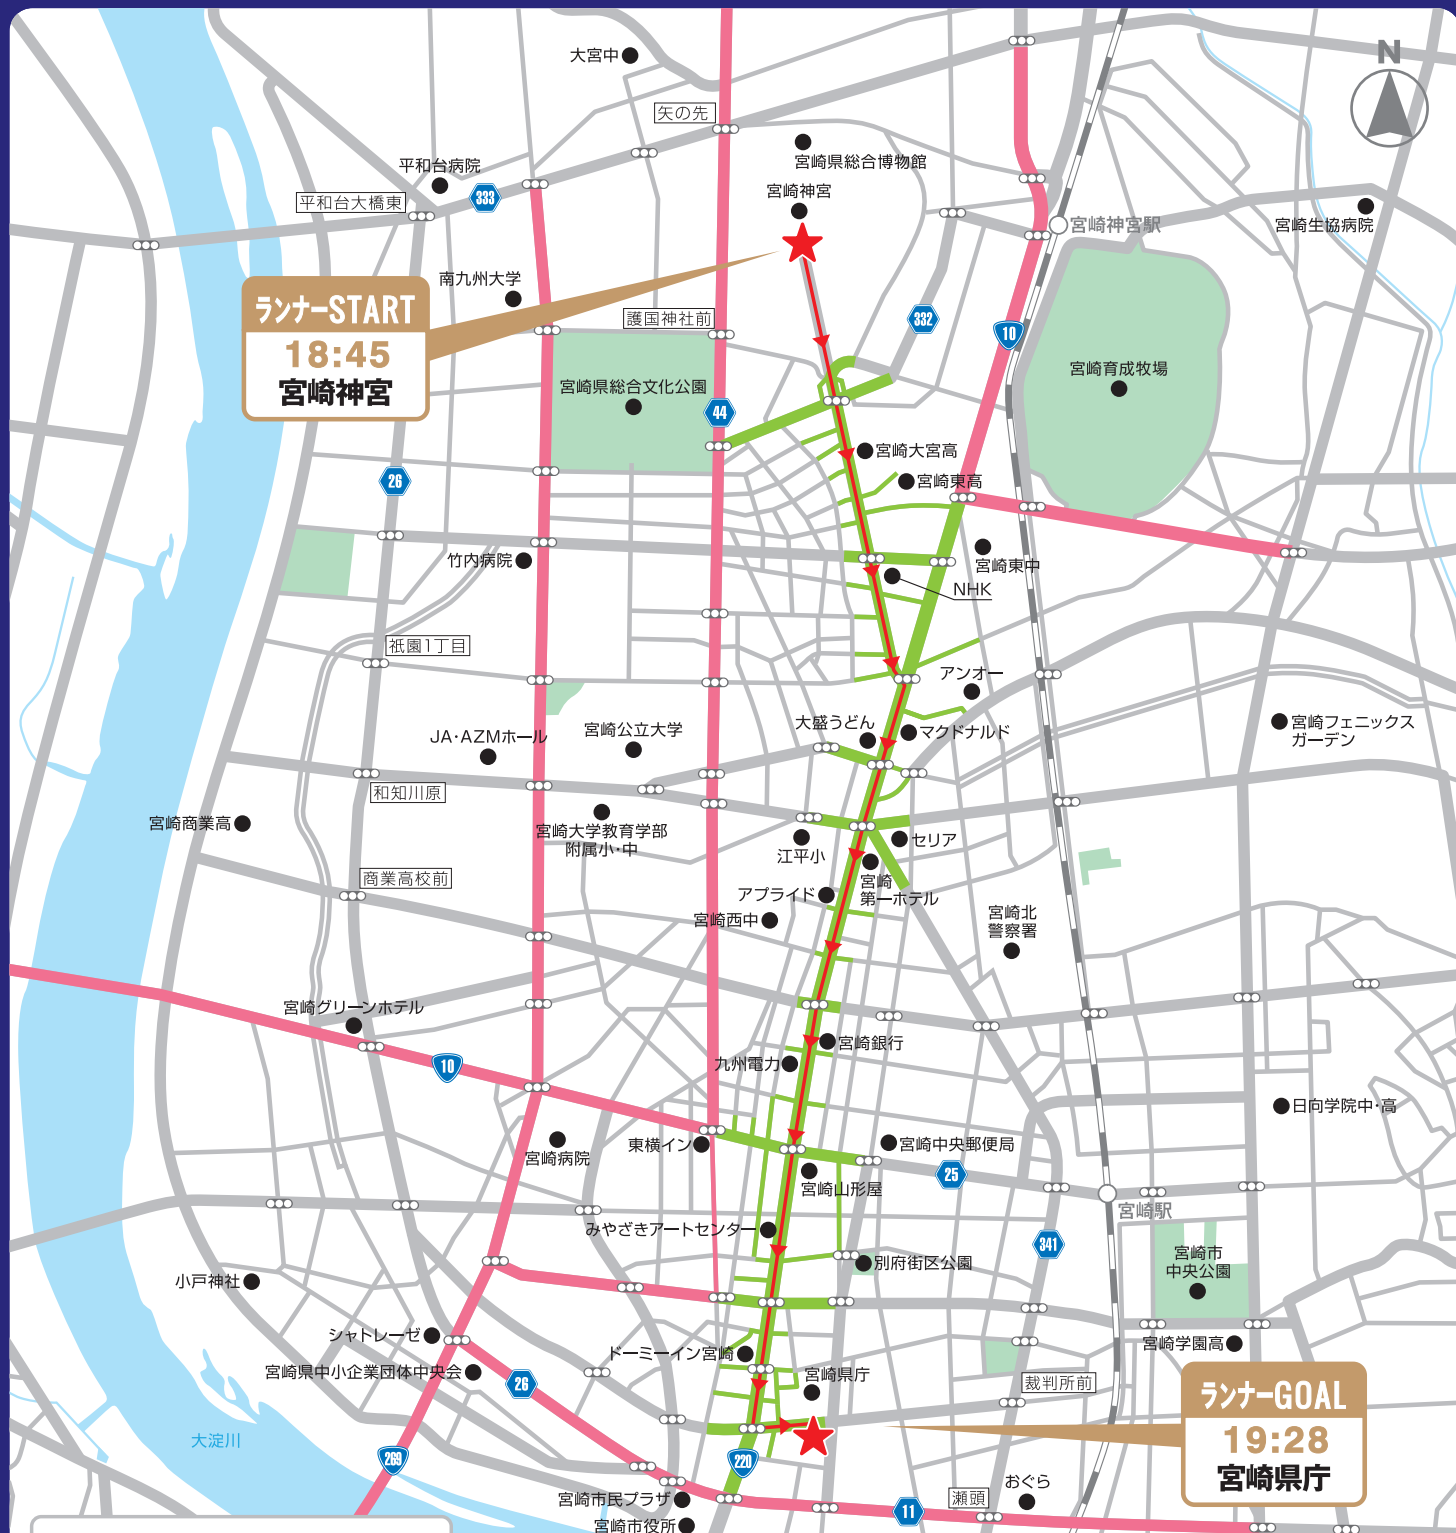 大宮中
N
矢の先
宮崎県総合博物館
平和台病院
宮崎神宮
333
平和台大橋東
宮崎神宮駅
宮崎生協病院
南九州大学
ランナーSTART
18:45
宮崎神宮
護国神社前
332
10
宮崎県総合文化公園
宮崎育成牧場
44
宮崎大宮高
26
宮崎東高
竹内病院
宮崎東中
NHK
祇園1丁目
アンオー
大盛うどん
マクドナルド
宮崎フェニックス
ガーデン
宮崎公立大学
JA・AZMホール
和知川原
宮崎商業高
宮崎大学教育学部
附属小・中
江平小
セリア
商業高校前
アプライド
宮崎
第一ホテル
宮崎西中
宮崎北
警察署
宮崎グリーンホテル
宮崎銀行
九州電力
10
日向学院中・高
宮崎病院
東横イン
宮崎中央郵便局
25
宮崎山形屋
宮崎駅
みやざきアートセンター
341
宮崎市
中央公園
別府街区公園
小戸神社
シャトレーゼ
宮崎学園高
ドーミーイン宮崎
宮崎県中小企業団体中央会
宮崎県庁
26
裁判所前
ランナーGOAL
19:28
宮崎県庁
大淀川
269
220
おぐら
瀬頭
宮崎市民プラザ
11
宮崎市役所